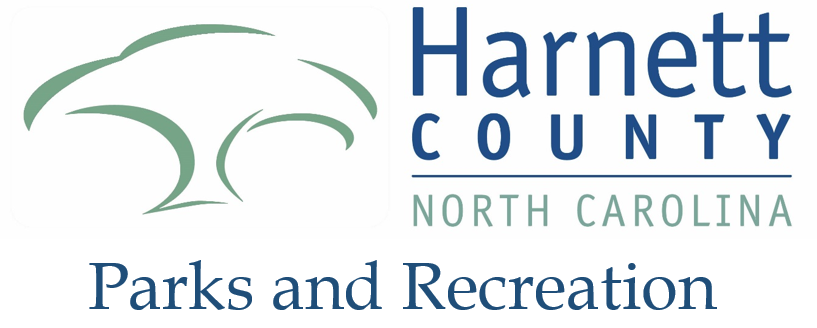 Harnett
COUNTY
NORTH CAROLINA
Parks and Recreation